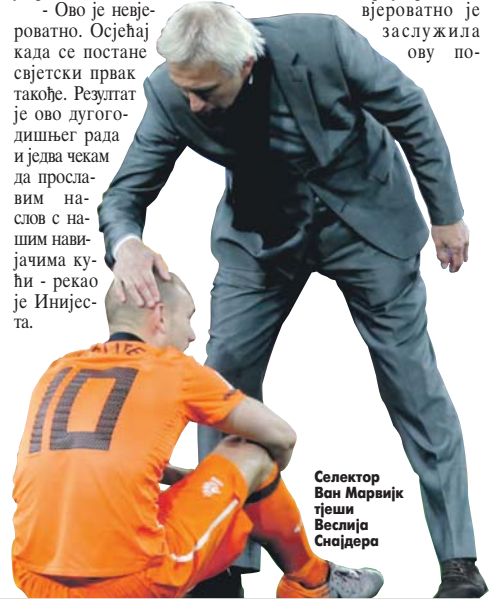 - Ово је невје-
роватно. Осјећај
када се постане
свјетски првак
такође. Резултат
је ово дугого-
дишњег рада
и једва чекам
да просла-
вим на-
слов с на-
шим нави-
јачима ку-
ћи - рекао
је Инијес-
та.
вјероватно је
заслужила
ову по-
10
Селектор
Ван Марвијк
тјеши
Веслија
Снајдера